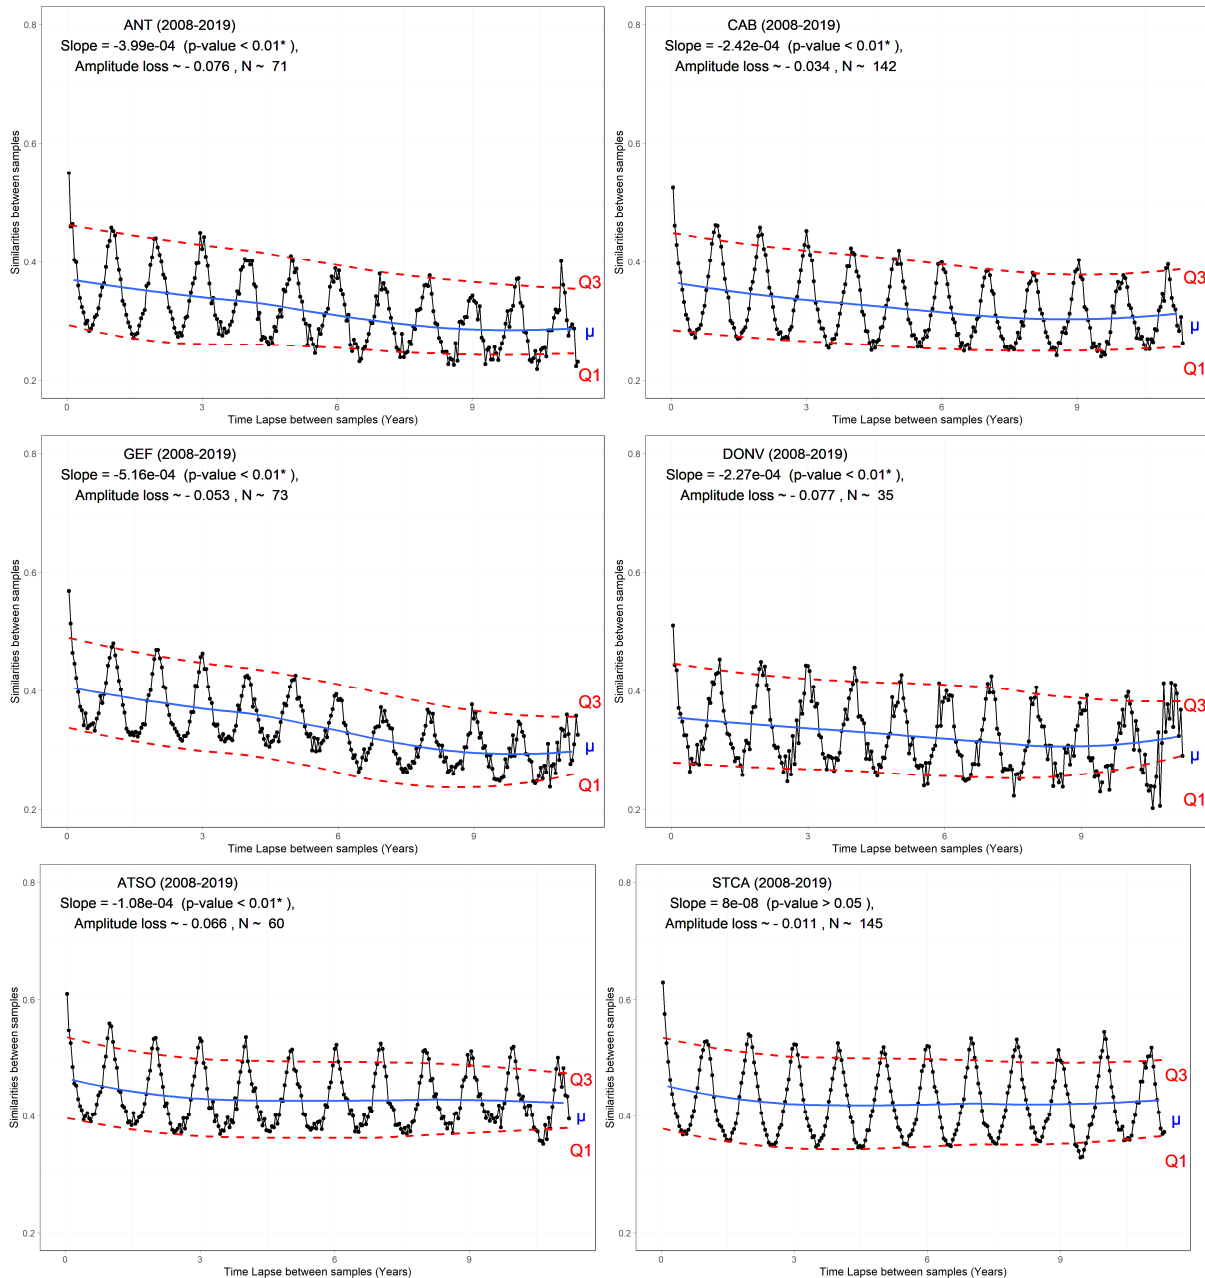 ANT (2008-2019)
Slope = -3.99e-04 (p-value < 0.01* ),
Amplitude loss ~ - 0.076 , N ~ 71
Similarities between samples
0.8
0.6
0.4
0.2
Q3
μ
Q1
0
3
6
9
Time Lapse between samples (Years)
CAB (2008-2019)
Slope = -2.42e-04 (p-value < 0.01* ),
Amplitude loss ~ - 0.034 , N ~ 142
Similarities between samples
0.8
0.6
0.4
0.2
Q3
μ
Q1
0
3
6
9
Time Lapse between samples (Years)
GEF (2008-2019)
Slope = -5.16e-04 (p-value < 0.01* ),
Amplitude loss ~ - 0.053 , N ~ 73
Similarities between samples
0.8
0.6
0.4
0.2
Q3
μ
Q1
0
3
6
9
Time Lapse between samples (Years)
DONV (2008-2019)
Slope = -2.27e-04 (p-value < 0.01* ),
Amplitude loss ~ - 0.077 , N ~ 35
Similarities between samples
0.8
0.6
0.4
0.2
Q3
μ
Q1
0
3
6
9
Time Lapse between samples (Years)
ATSO (2008-2019)
Slope = -1.08e-04 (p-value < 0.01* ),
Amplitude loss ~ - 0.066 , N ~ 60
Similarities between samples
0.8
0.6
0.4
0.2
Q3
μ
Q1
0
3
6
9
Time Lapse between samples (Years)
STCA (2008-2019)
Slope = 8e-08 (p-value > 0.05 ),
Amplitude loss ~ - 0.011 , N ~ 145
Similarities between samples
0.8
0.6
0.4
0.2
Q3
μ
Q1
0
3
6
9
Time Lapse between samples (Years)